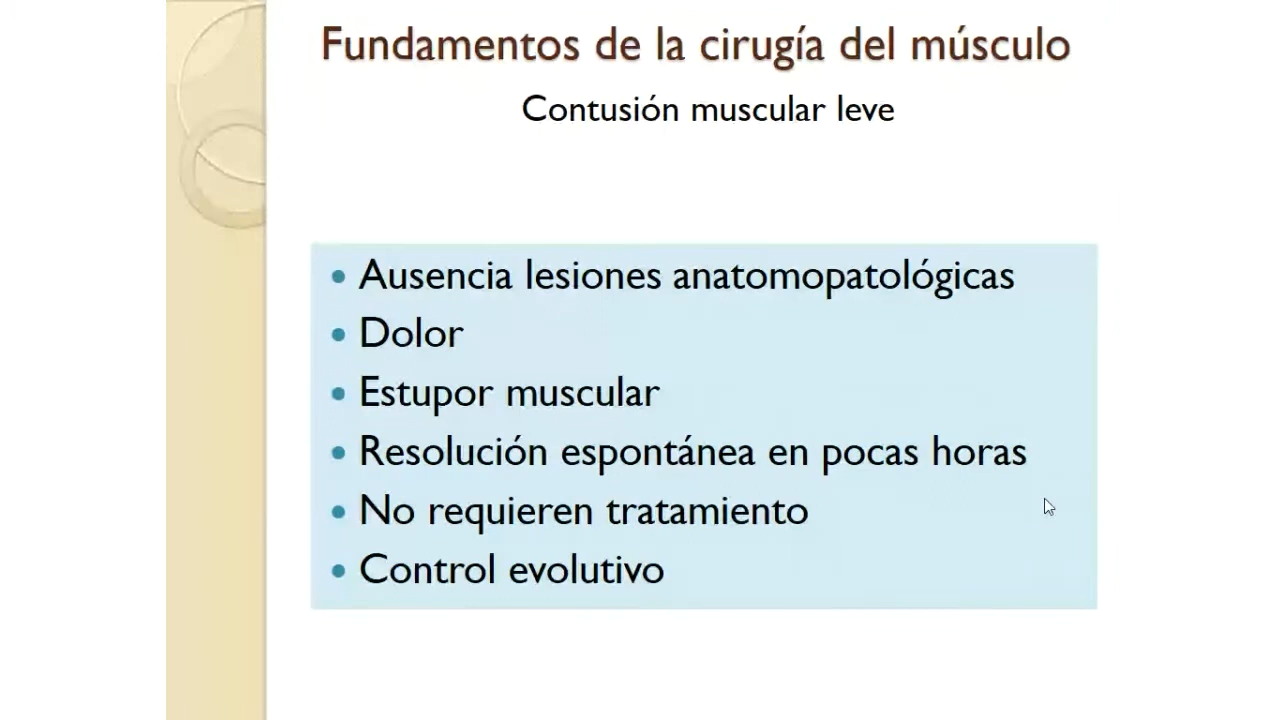 Fundamentos de la cirugía del músculo
Contusión muscular leve
• Ausencia lesiones anatomopatológicas
• Dolor
• Estupor muscular
• Resolución espontánea en pocas horas
• No requieren tratamiento
• Control evolutivo